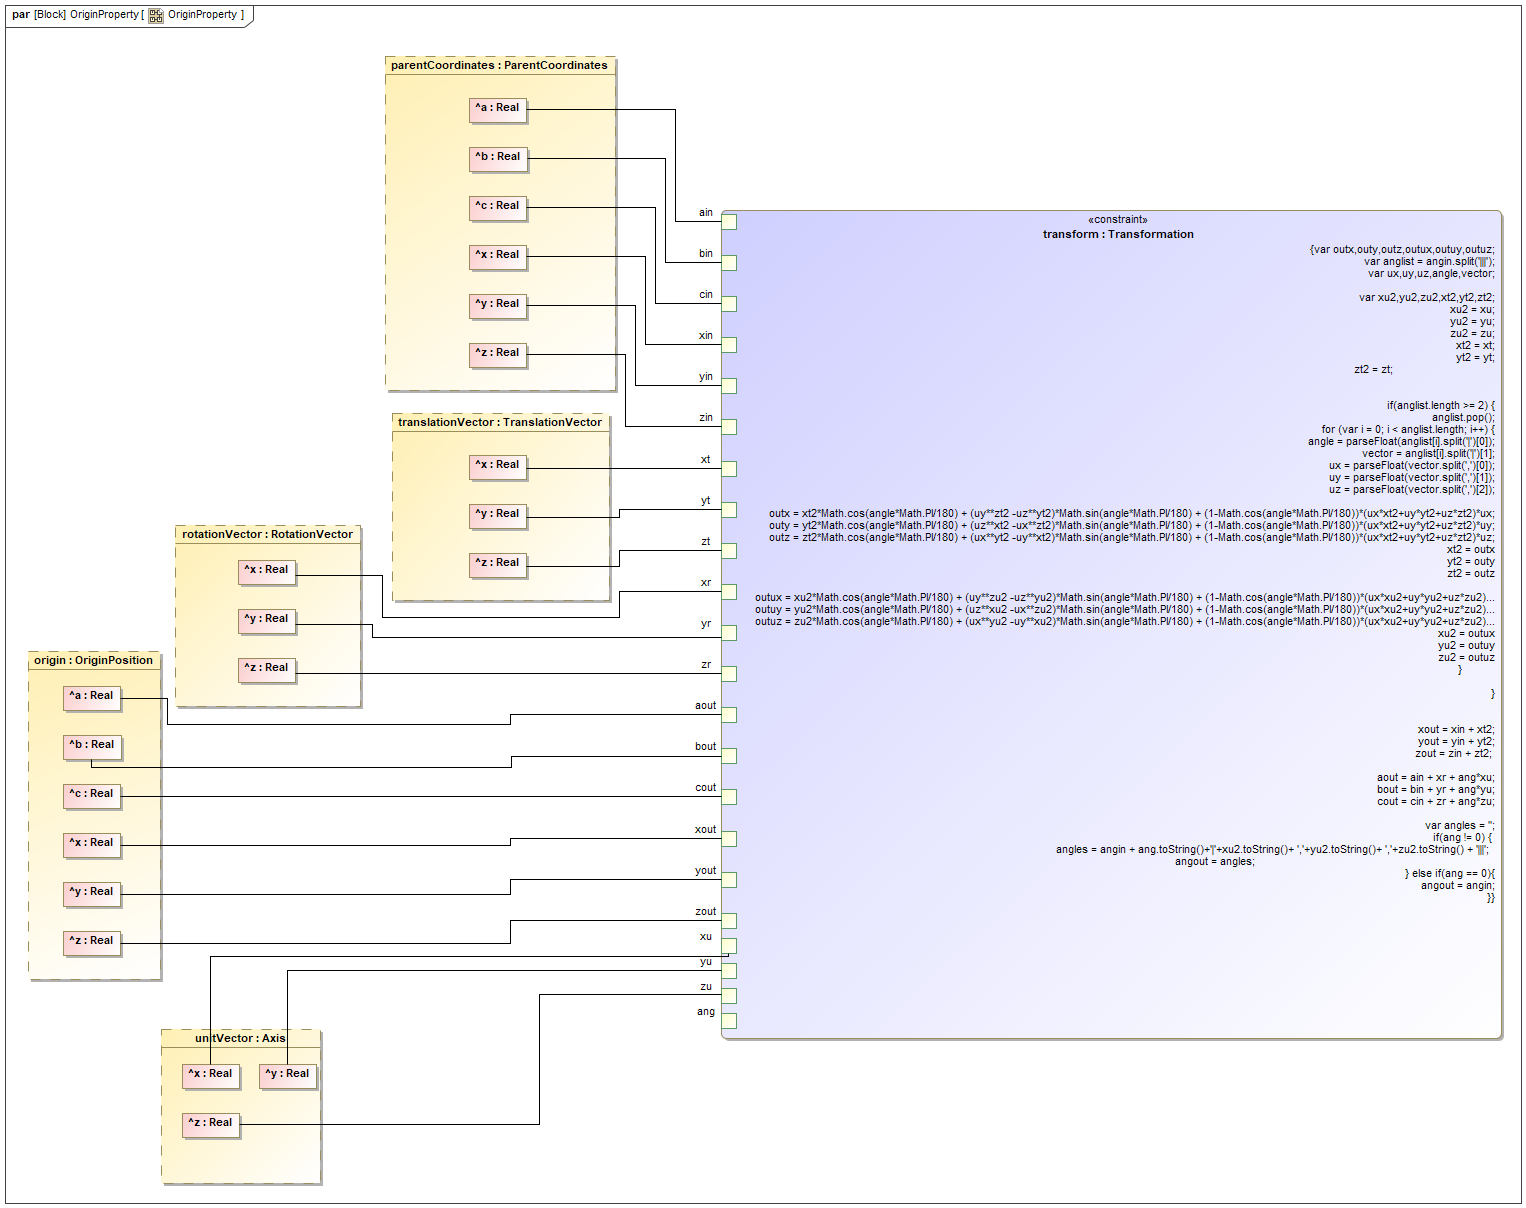 par [Block] OriginProperty [ OriginProperty ]
parentCoordinates : ParentCoordinates
^a : Real
^b : Real
^c : Real
^x : Real
^y : Real
^z : Real
translationVector : TranslationVector
^x : Real
^y : Real
^z : Real
rotationVector : RotationVector
^x : Real
^y : Real
^z : Real
origin : OriginPosition
^a : Real
^b : Real
^c : Real
^x : Real
^y : Real
^z : Real
unitVector : Axis
^x : Real
^y : Real
^z : Real
ain
bin
cin
xin
yin
zin
xt
yt
zt
xr
yr
zr
aout
bout
cout
xout
yout
zout
xu
yu
zu
ang
«constraint»
transform : Transformation
{var outx,outy,outz,outux,outuy,outuz;
var anglist = angin.split('||');
var ux,uy,uz,angle,vector;
var xu2,yu2,zu2,xt2,yt2,zt2;
xu2 = xu;
yu2 = yu;
zu2 = zu;
xt2 = xt;
yt2 = yt;
zt2 = zt;
if(anglist.length >= 2) {
anglist.pop();
for (var i = 0; i < anglist.length; i++) {
angle = parseFloat(anglist[i].split('|')[0]);
vector = anglist[i].split('|')[1];
ux = parseFloat(vector.split(',')[0]);
uy = parseFloat(vector.split(',')[1]);
uz = parseFloat(vector.split(',')[2]);
outx = xt2*Math.cos(angle*Math.PI/180) + (uy**zt2 -uz**yt2)*Math.sin(angle*Math.PI/180) + (1-Math.cos(angle*Math.PI/180))*(ux*xt2+uy*yt2+uz*zt2)*ux;
outy = yt2*Math.cos(angle*Math.PI/180) + (uz**xt2 -ux**zt2)*Math.sin(angle*Math.PI/180) + (1-Math.cos(angle*Math.PI/180))*(ux*xt2+uy*yt2+uz*zt2)*uy;
outz = zt2*Math.cos(angle*Math.PI/180) + (ux**yt2 -uy**xt2)*Math.sin(angle*Math.PI/180) + (1-Math.cos(angle*Math.PI/180))*(ux*xt2+uy*yt2+uz*zt2)*uz;
xt2 = outx
yt2 = outy
zt2 = outz
outux = xu2*Math.cos(angle*Math.PI/180) + (uy**zu2 -uz**yu2)*Math.sin(angle*Math.PI/180) + (1-Math.cos(angle*Math.PI/180))*(ux*xu2+uy*yu2+uz*zu2)...
outuy = yu2*Math.cos(angle*Math.PI/180) + (uz**xu2 -ux**zu2)*Math.sin(angle*Math.PI/180) + (1-Math.cos(angle*Math.PI/180))*(ux*xu2+uy*yu2+uz*zu2)...
outuz = zu2*Math.cos(angle*Math.PI/180) + (ux**yu2 -uy**xu2)*Math.sin(angle*Math.PI/180) + (1-Math.cos(angle*Math.PI/180))*(ux*xu2+uy*yu2+uz*zu2)...
xu2 = outux
yu2 = outuy
zu2 = outuz
}
}
xout = xin + xt2;
yout = yin + yt2;
zout = zin + zt2;
aout = ain + xr + ang*xu;
bout = bin + yr + ang*yu;
cout = cin + zr + ang*zu;
var angles = '';
if(ang != 0) {
angles = angin + ang.toString()+'|'+xu2.toString()+ ','+yu2.toString()+ ','+zu2.toString() + '||';
angout = angles;
} else if(ang == 0){
angout = angin;
}}